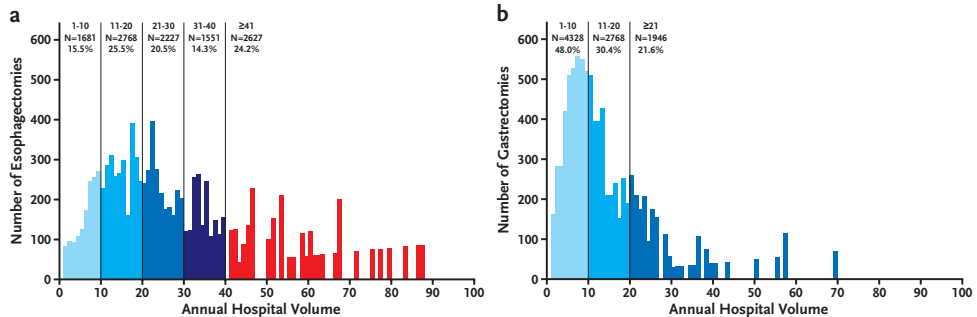 a
1-10
N=1681
15.5%
11-20
N=2768
25.5%
21-30
N=2227
20.5%
31-40
N=1551
14.3%
≥41
N=2627
24.2%
Number of Esophagectomies
600
500
400
300
200
100
0
0 10 20 30 40 50 60 70 80 90 100
Annual Hospital Volume
b
1-10
N=4328
48.0%
11-20
N=2768
30.4%
≥21
N=1946
21.6%
Number of Gastrectomies
600
500
400
300
200
100
0
0 10 20 30 40 50 60 70 80 90 100
Annual Hospital Volume